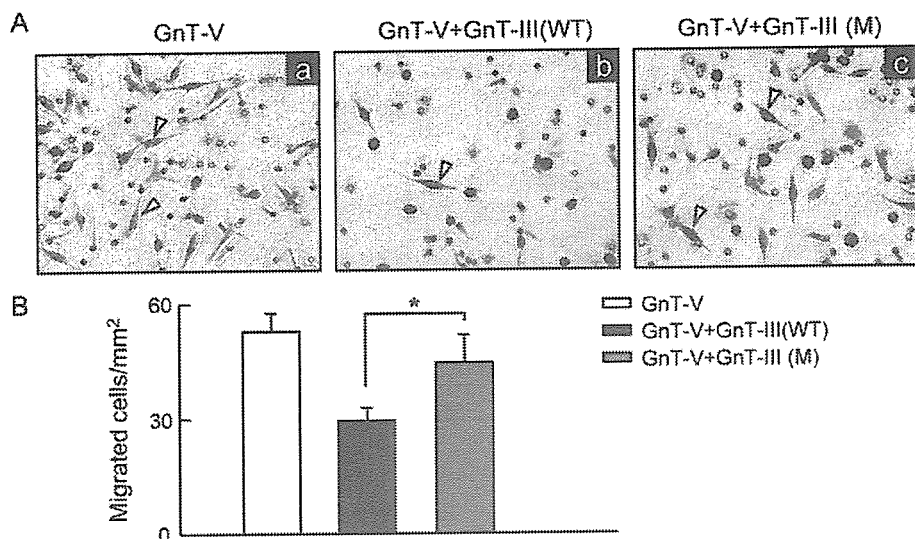 A
GnT-V
GnT-V+GnT-III(WT)
GnT-V+GnT-III (M)
a
b
c
B
Migrated cells/mm²
60
30
0
*
GnT-V
GnT-V+GnT-III(WT)
GnT-V+GnT-III (M)